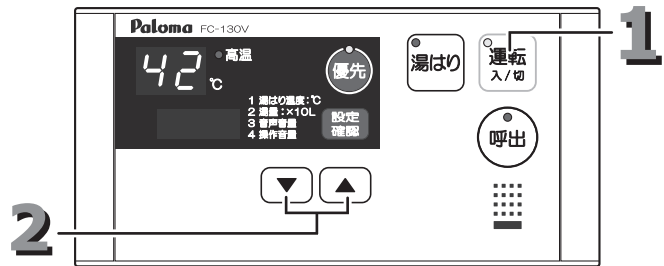 Paloma FC-130V
42 ℃
高温
優先
湯はり
運転
入/切
1
1 湯はり温度:℃
2 湯量:×10L
3 音声音量
4 操作音量
設定
確認
呼出
▼ ▲
2